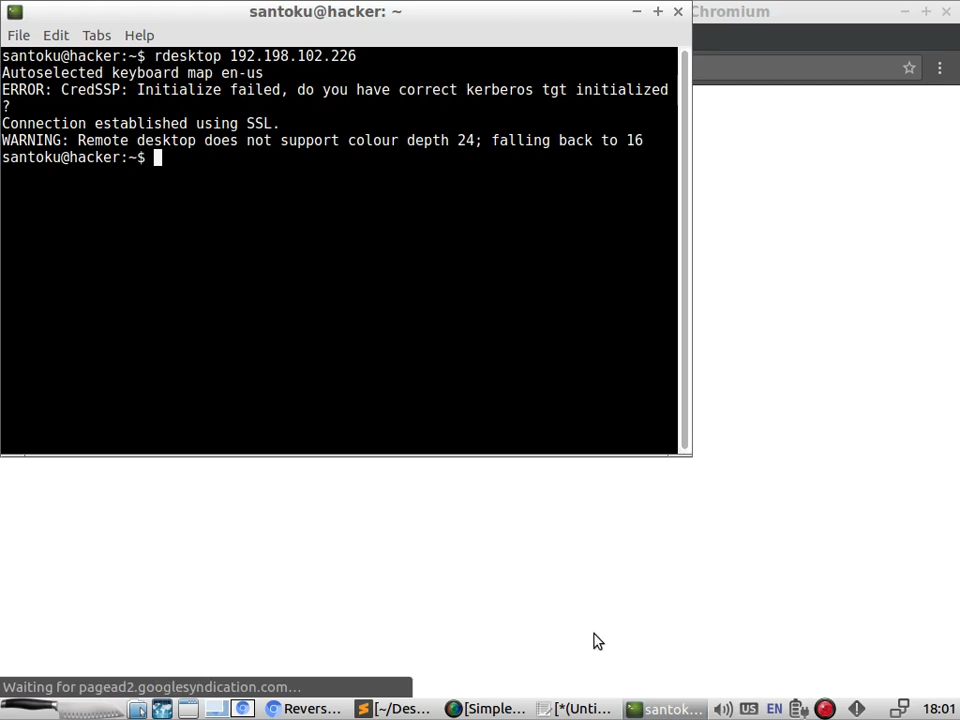 santoku@hacker: ~
Chromium
File Edit Tabs Help
santoku@hacker:~$ rdesktop 192.198.102.226
Autoselected keyboard map en-us
ERROR: CredSSP: Initialize failed, do you have correct kerberos tgt initialized
?
Connection established using SSL.
WARNING: Remote desktop does not support colour depth 24; falling back to 16
santoku@hacker:~$
Waiting for pagead2.googlesyndication.com...
Revers... [~/Des... [Simple... [*(Unti... santok... US EN 18:01